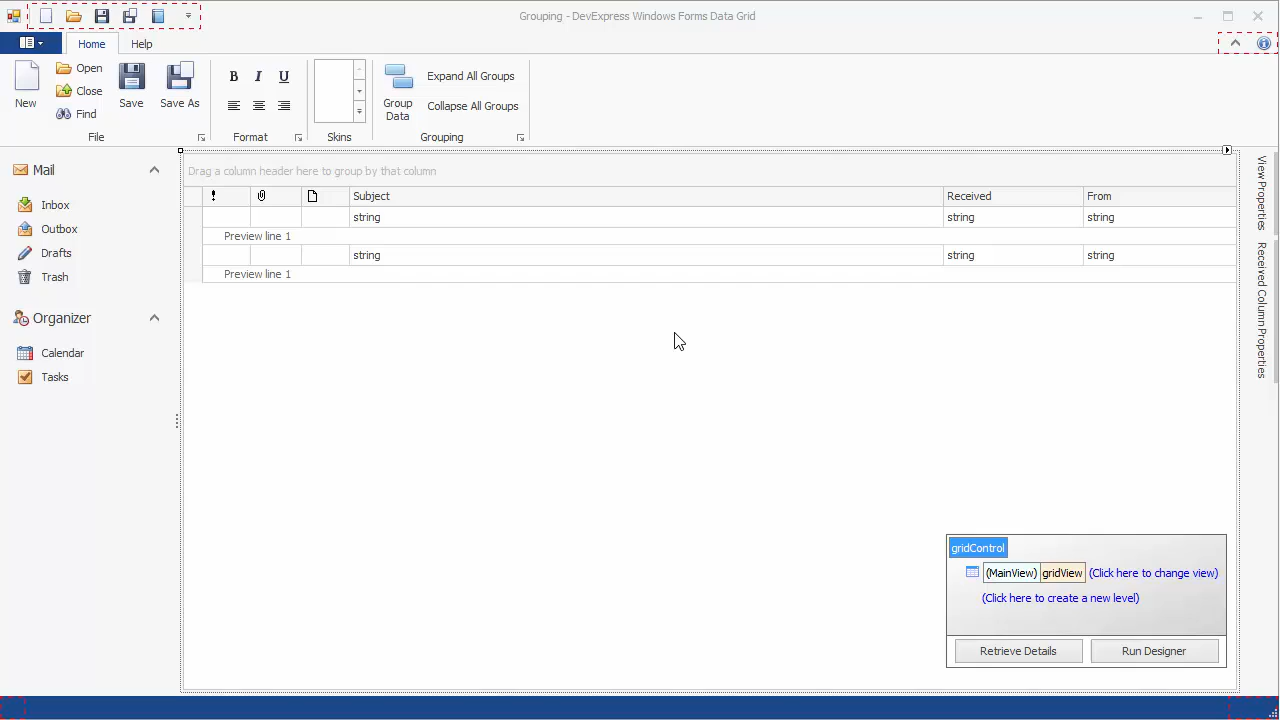 Grouping - DevExpress Windows Forms Data Grid
Home Help
New
Open
Close
Find
Save
Save As
File
B I U
Format
Skins
Group Data
Expand All Groups
Collapse All Groups
Grouping
Mail
Inbox
Outbox
Drafts
Trash
Organizer
Calendar
Tasks
Drag a column header here to group by that column
Subject Received From
string string string
Preview line 1
string string string
Preview line 1
View Properties
Received Column Properties
gridControl
(MainView) gridView (Click here to change view)
(Click here to create a new level)
Retrieve Details Run Designer